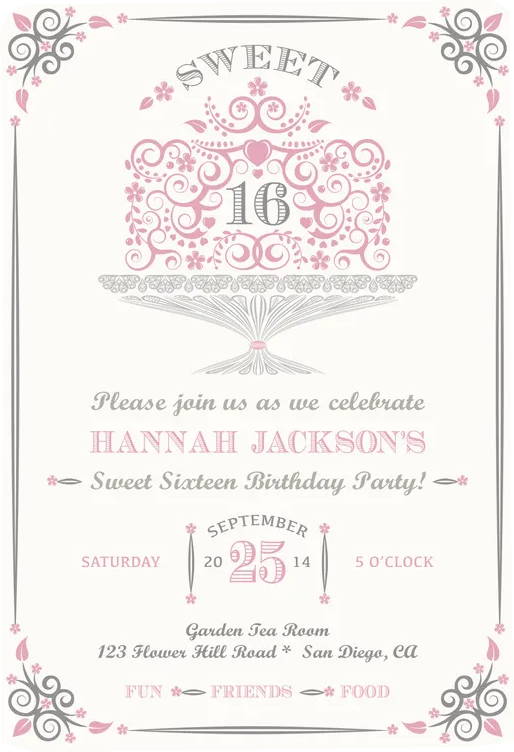 SWEET
16
Please join us as we celebrate
HANNAH JACKSON'S
Sweet Sixteen Birthday Party!
SEPTEMBER
SATURDAY 20 25 14 5 O'CLOCK
Garden Tea Room
123 Flower Hill Road * San Diego, CA
FUN FRIENDS FOOD